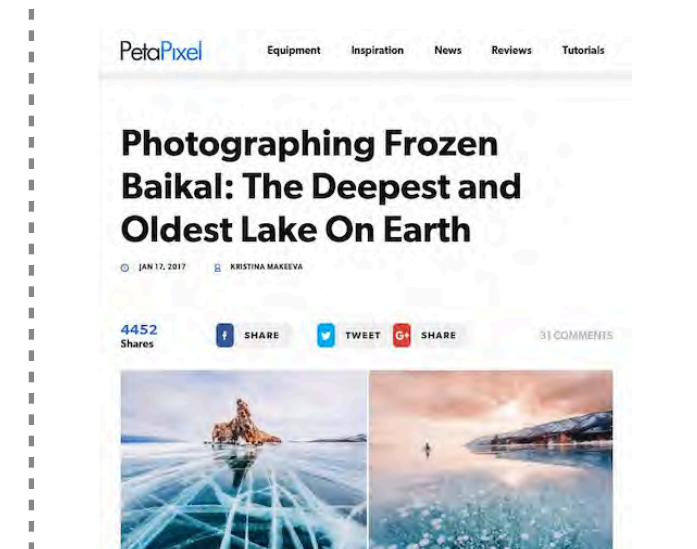 PetaPixel
Equipment Inspiration News Reviews Tutorials
Photographing Frozen
Baikal: The Deepest and
Oldest Lake On Earth
JAN 17, 2017 KRISTINA MAKEEVA
4452
Shares
f SHARE TWEET G+ SHARE
31 COMMENTS